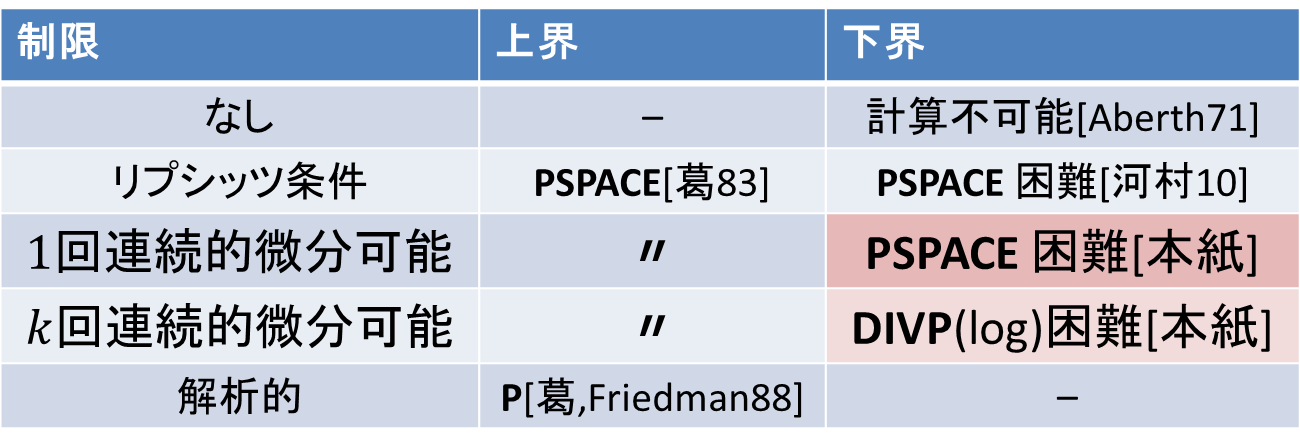 制限 上界 下界
なし – 計算不可能[Aberth71]
リプシッツ条件 PSPACE[葛83] PSPACE 困難[河村10]
1回連続的微分可能 〃 PSPACE 困難[本紙]
k回連続的微分可能 〃 DIVP(log)困難[本紙]
解析的 P[葛,Friedman88] –